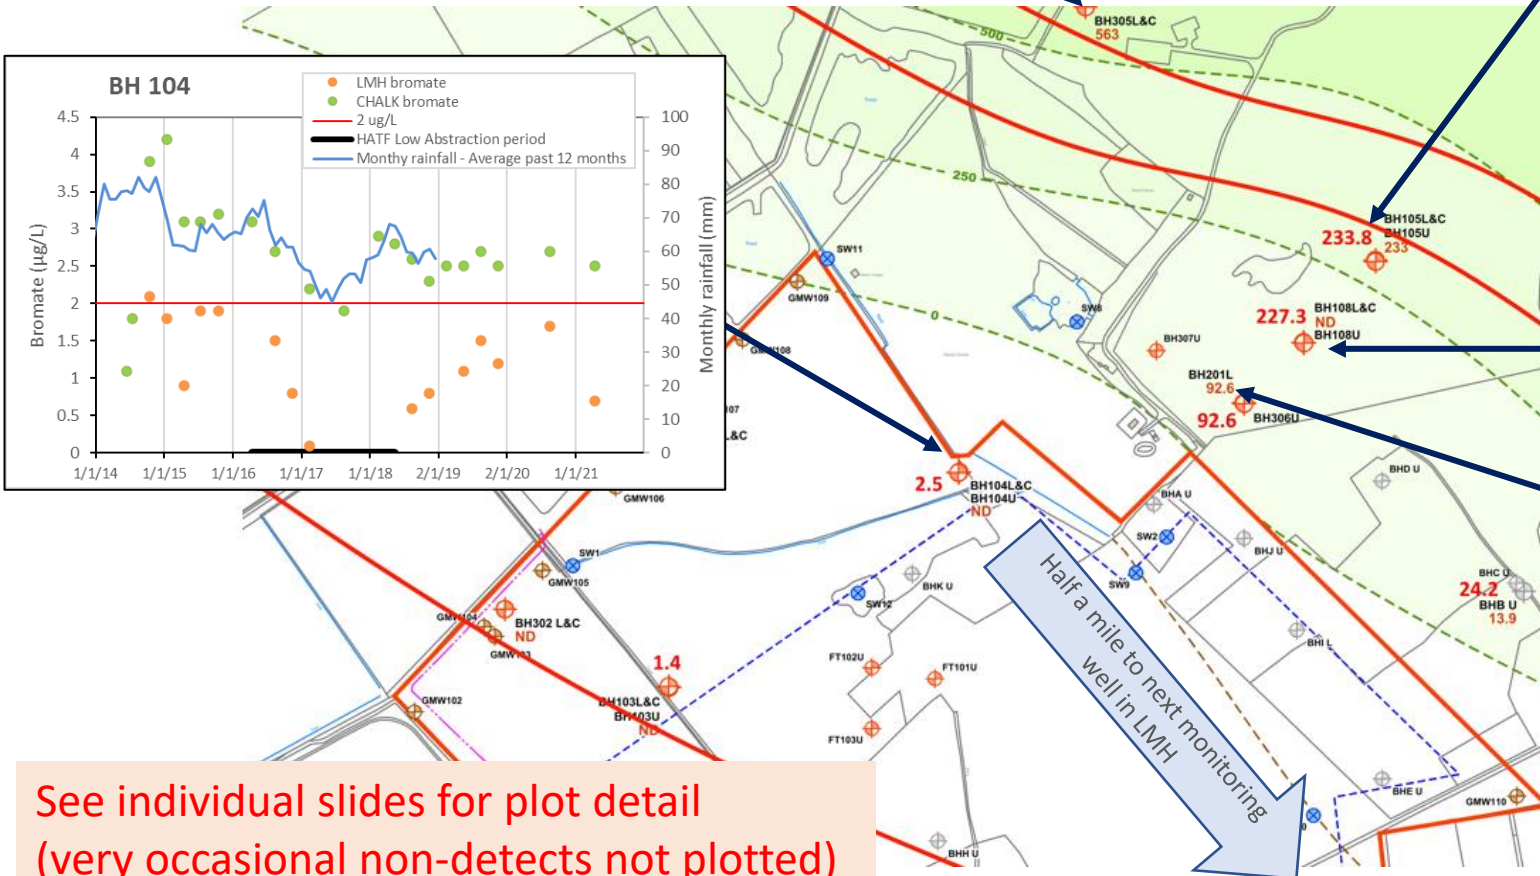 BH305L&C
563
500
BH 104
LMH bromate
CHALK bromate
2 ug/L
HATF Low Abstraction period
Monthy rainfall - Average past 12 months
4.5
4
3.5
3
2.5
2
1.5
1
0.5
0
Bromate (µg/L)
100
90
80
70
60
50
40
30
20
10
0
Monthly rainfall (mm)
1/1/14
1/1/15
1/1/16
1/1/17
1/1/18
2/1/19
2/1/20
1/1/21
250
0
BH105L&C
BH105U
233.8
233
SW11
GMW109
GMW108
SW8
227.3
BH108L&C
ND
BH108U
BH307U
BH201L
92.6
92.6
BH306U
107
L&C
2.5
BH104L&C
BH104U
ND
GMW106
BHD U
BHA U
SW2
BHJ U
SW1
GMW105
SW9
BHK U
SW12
BHC U
24.2
BHB U
13.9
GMW104
BH302 L&C
ND
GMW103
BHI L
Half a mile to next monitoring
well in LMH
1.4
FT102U
FT101U
GMW102
BH103L&C
BH103U
ND
FT103U
BHE U
GMW110
BHH U
See individual slides for plot detail
(very occasional non-detects not plotted)